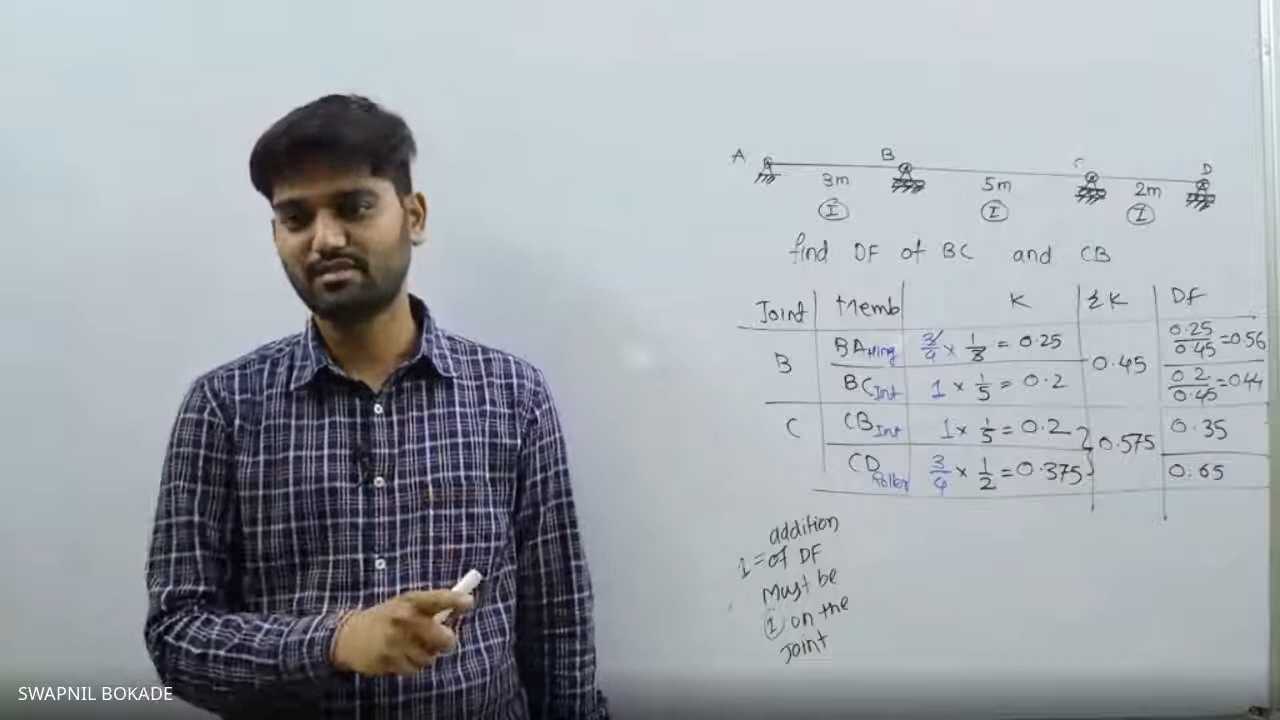 A B C D
3m 5m 2m
I I I
find DF of BC and CB
Joint Memb K ΣK DF
B BA Hing 3/4 × 1/3 = 0.25 0.45 0.25/0.45 = 0.56
BC Int 1 × 1/5 = 0.2 0.2/0.45 = 0.44
C CB Int 1 × 1/5 = 0.2 0.575 0.35
CD Roller 3/4 × 1/2 = 0.375 0.65
addition
1 = of DF
Must be
1 on the
joint
SWAPNIL BOKADE